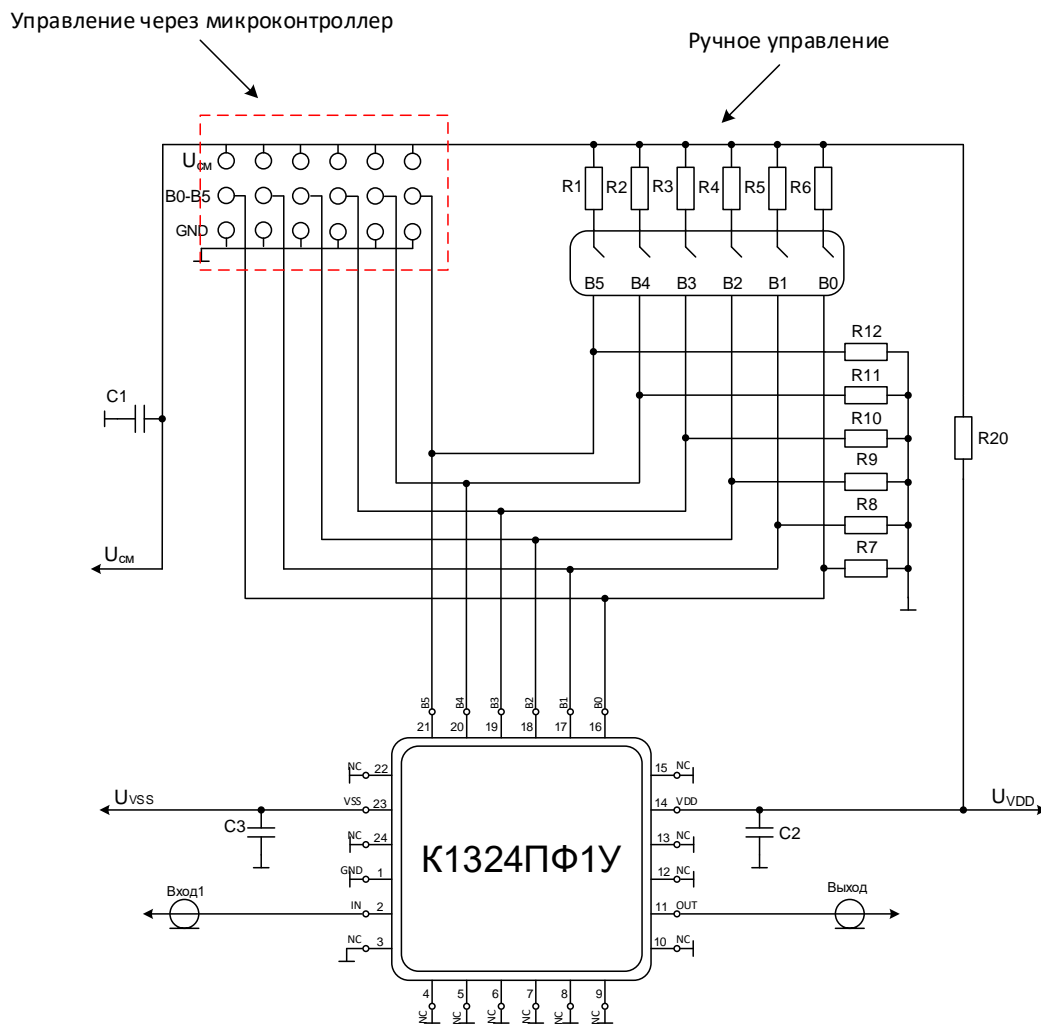 Управление через микроконтроллер
Ручное управление
Uсм
B0-B5
GND
R1 R2 R3 R4 R5 R6
B5 B4 B3 B2 B1 B0
R12
R11
R10
R9
R8
R7
R20
C1
Uсм
B5 B4 B3 B2 B1 B0
21 20 19 18 17 16
NC 22
15 NC
UVSS
VSS 23
14 VDD
UVDD
C3
C2
NC 24
13 NC
К1324ПФ1У
GND 1
12 NC
Вход1
IN 2
11 OUT
Выход
NC 3
10 NC
4 5 6 7 8 9
NC NC NC NC NC NC